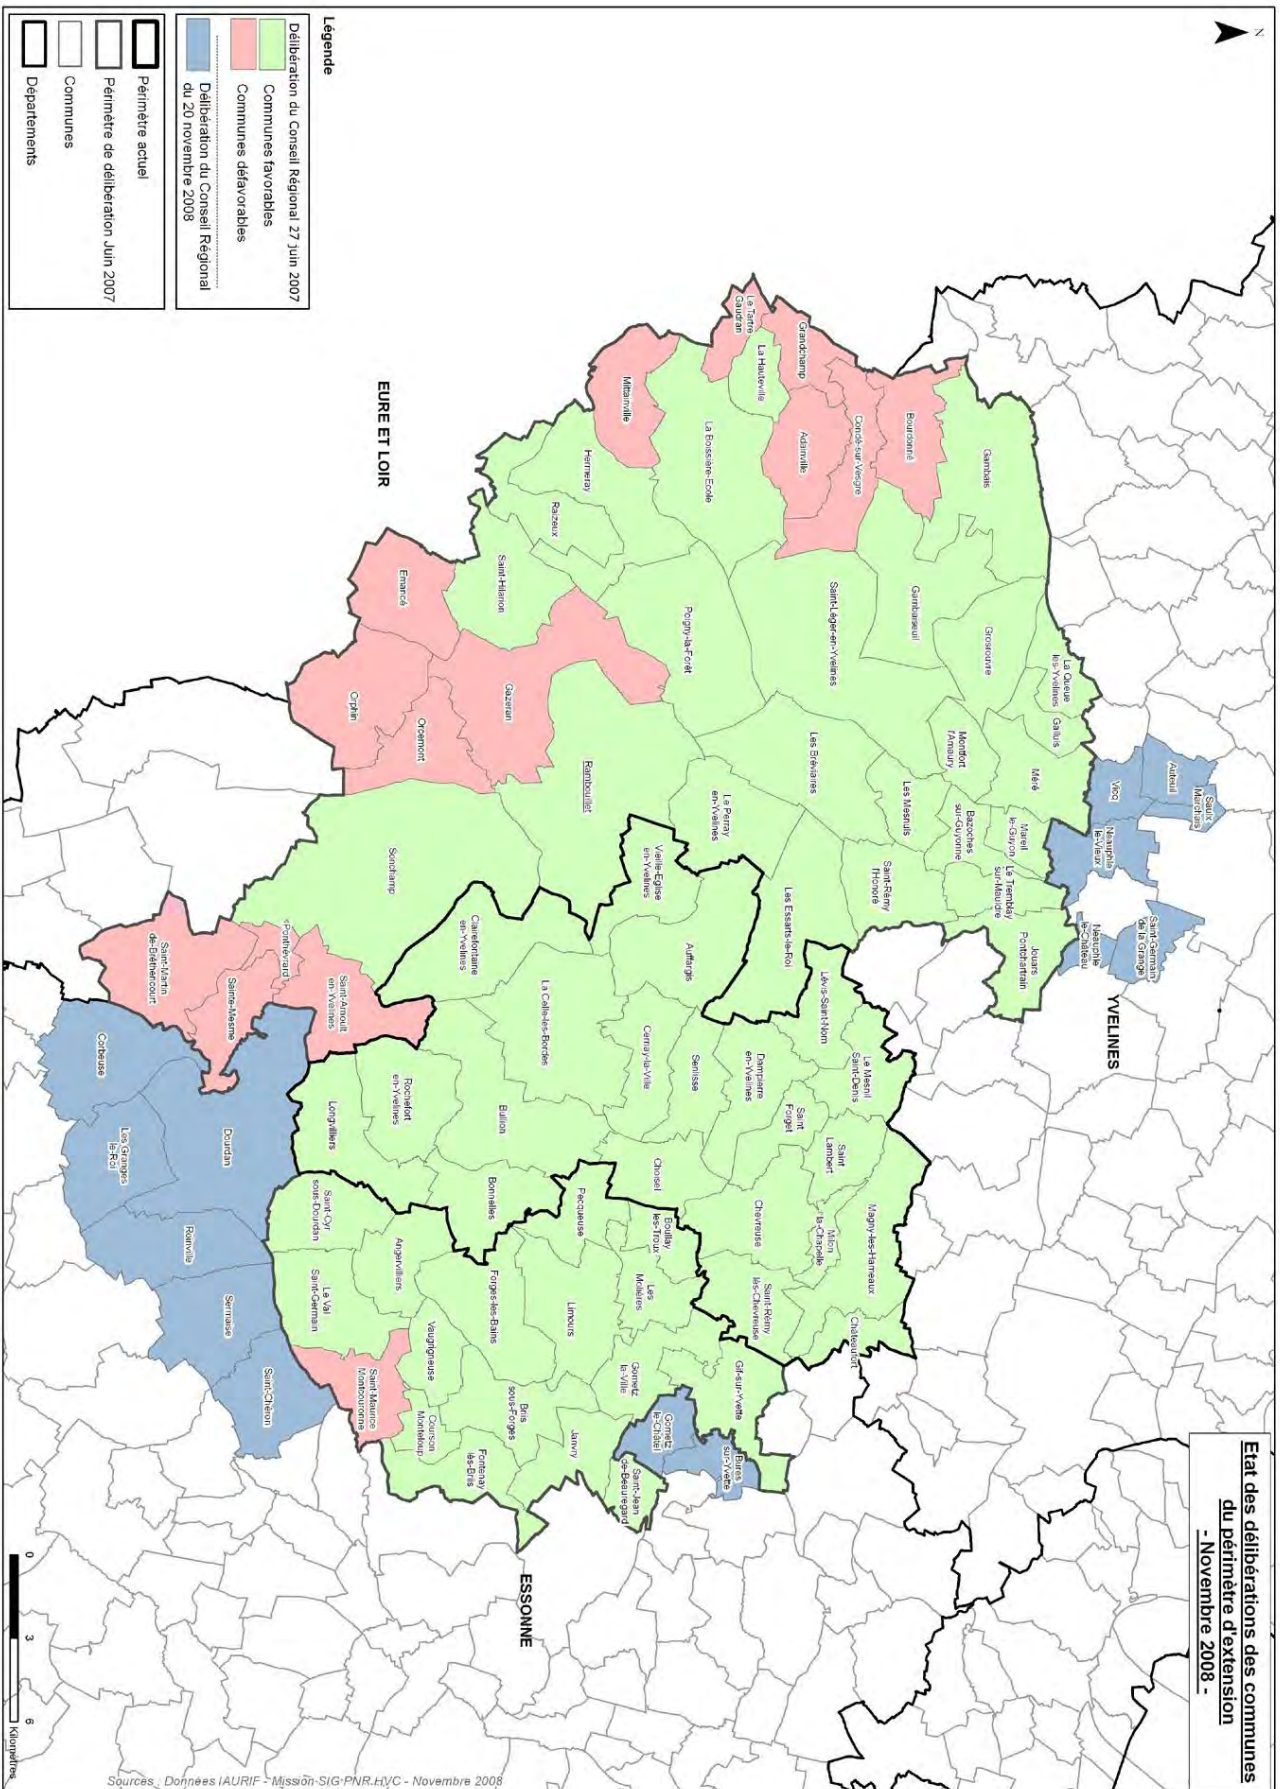 Etat des délibérations des communes
du périmètre d'extension
- Novembre 2008 -
N
Légende
Délibération du Conseil Régional 27 juin 2007
Communes favorables
Communes défavorables
Délibération du Conseil Régional
du 20 novembre 2008
Périmètre actuel
Périmètre de délibération Juin 2007
Communes
Départements
YVELINES
EURE ET LOIR
ESSONNE
Saulx
Marchais
Auteuil
Vicq
Neauphle
le-Vieux
Saint-Germain
de la Grange
Neauphle
le-Château
La Queue
les-Yvelines
Galluis
Méré
Mareil
le-Guyon
Le Tremblay
sur-Mauldre
Jouars
Pontchartrain
Gambais
Grosrouvre
Montfort
l'Amaury
Bazoches
sur-Guyonne
Bourdonné
Gambaiseuil
Les Mesnuls
Saint-Rémy
l'Honoré
Condé-sur-Vesgre
Grandchamp
Adainville
Saint-Léger-en-Yvelines
Les Bréviaires
Les Essarts-le-Roi
Lévis-Saint-Nom
Le Mesnil
Saint-Denis
Magny-les-Hameaux
Le Tartre
Gaudran
La Hauteville
La Boissière-Ecole
Le Perray
en-Yvelines
Dampierre
en-Yvelines
Saint
Forget
Saint
Lambert
Milon
la-Chapelle
Châteaufort
Chevreuse
Saint-Rémy
lès-Chevreuse
Mittainville
Poigny-la-Forêt
Vieille-Eglise
en-Yvelines
Auffargis
Senlisse
Cernay-la-Ville
Choisel
Boullay
les-Troux
Les
Molières
Gif-sur-Yvette
Bures
sur-Yvette
Gometz
le-Châtel
Gometz
la-Ville
Saint-Jean
de-Beauregard
Hermeray
Raizeux
Rambouillet
La Celle-les-Bordes
Pecqueuse
Limours
Janvry
Saint-Hilarion
Gazeran
Clairefontaine
en-Yvelines
Bullion
Bonnelles
Forges-les-Bains
Briis
sous-Forges
Fontenay
lès-Briis
Emancé
Orcemont
Orphin
Sonchamp
Rochefort
en-Yvelines
Longvilliers
Angervilliers
Vaugrigneuse
Courson
Monteloup
Saint-Maurice
Montcouronne
Saint-Cyr
sous-Dourdan
Le Val
Saint-Germain
Ponthévrard
Saint-Arnoult
en-Yvelines
Sainte-Mesme
Saint-Martin
de-Bréthencourt
Dourdan
Corbeuse
Les Granges
le-Roi
Roinville
Sermaise
Saint-Chéron
0
3
6
Kilomètres
Sources : Données IAURIF - Mission-SIG-PNR.HVC - Novembre 2008